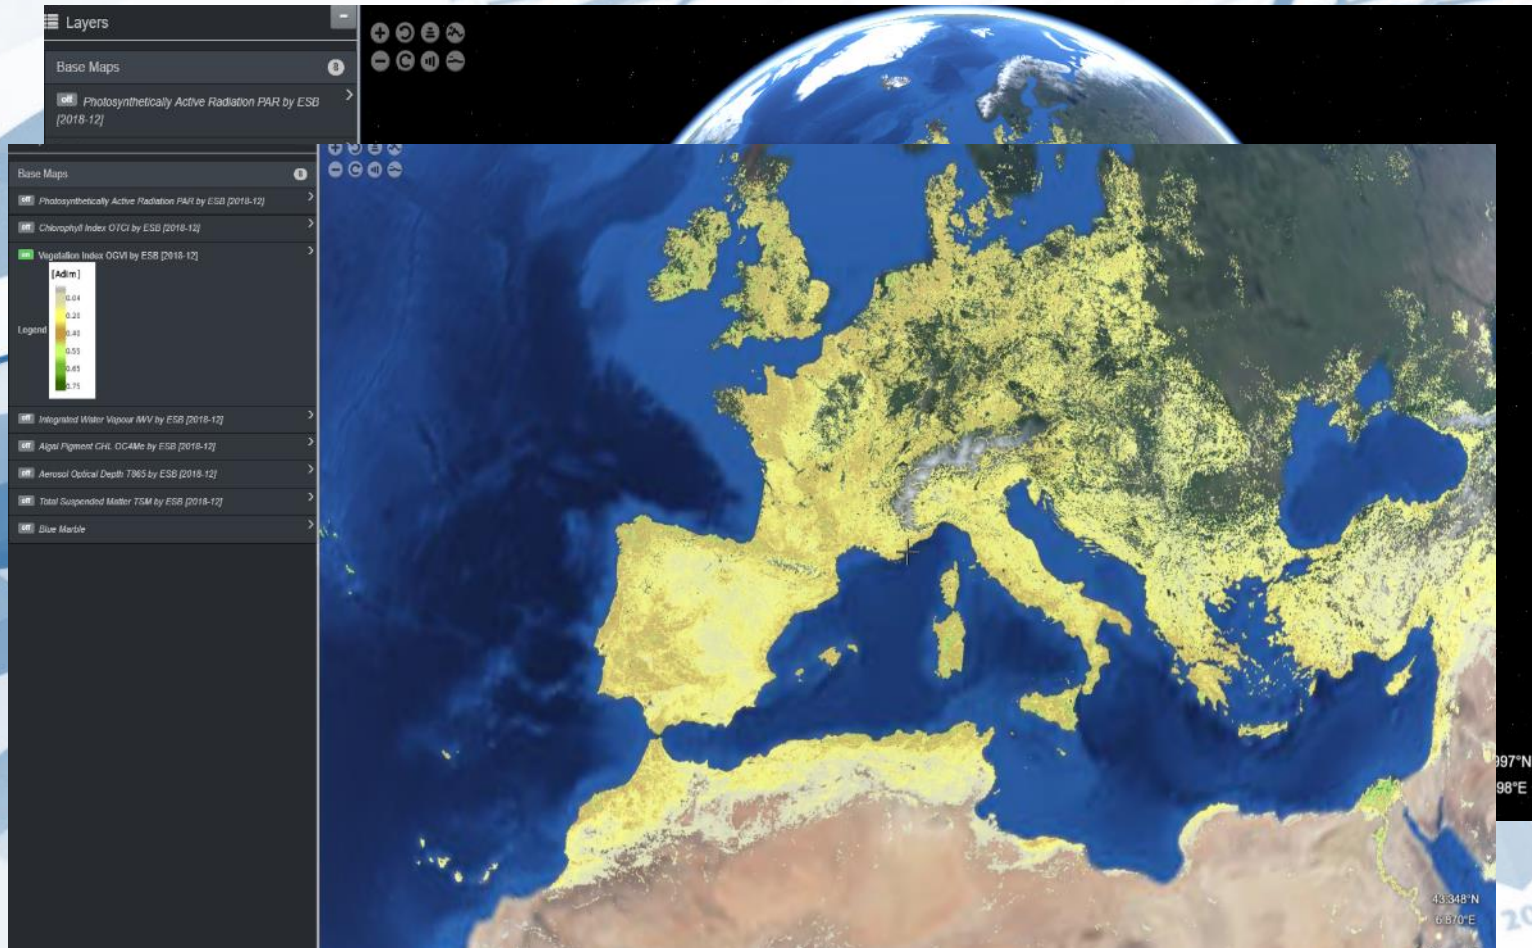 Layers
Base Maps 8
off Photosynthetically Active Radiation PAR by ESB
[2018-12]
Base Maps 8
off Photosynthetically Active Radiation PAR by ESB [2018-12]
off Chlorophyll Index OTCI by ESB [2018-12]
on Vegetation Index OGVI by ESB [2018-12]
[Adim]
0.04
Legend
0.55
0.65
0.75
off Integrated Water Vapour IWV by ESB [2018-12]
off Algal Pigment CHL OC4Me by ESB [2018-12]
off Aerosol Optical Depth T865 by ESB [2018-12]
off Total Suspended Matter TSM by ESB [2018-12]
off Blue Marble
997°N
98°E
43.348°N
6.870°E
20